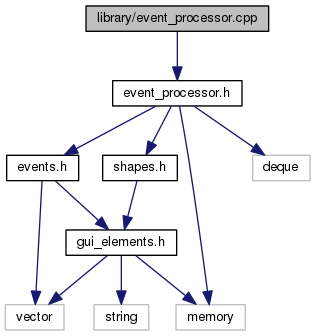 library/event_processor.cpp
event_processor.h
events.h
shapes.h
deque
gui_elements.h
vector
string
memory